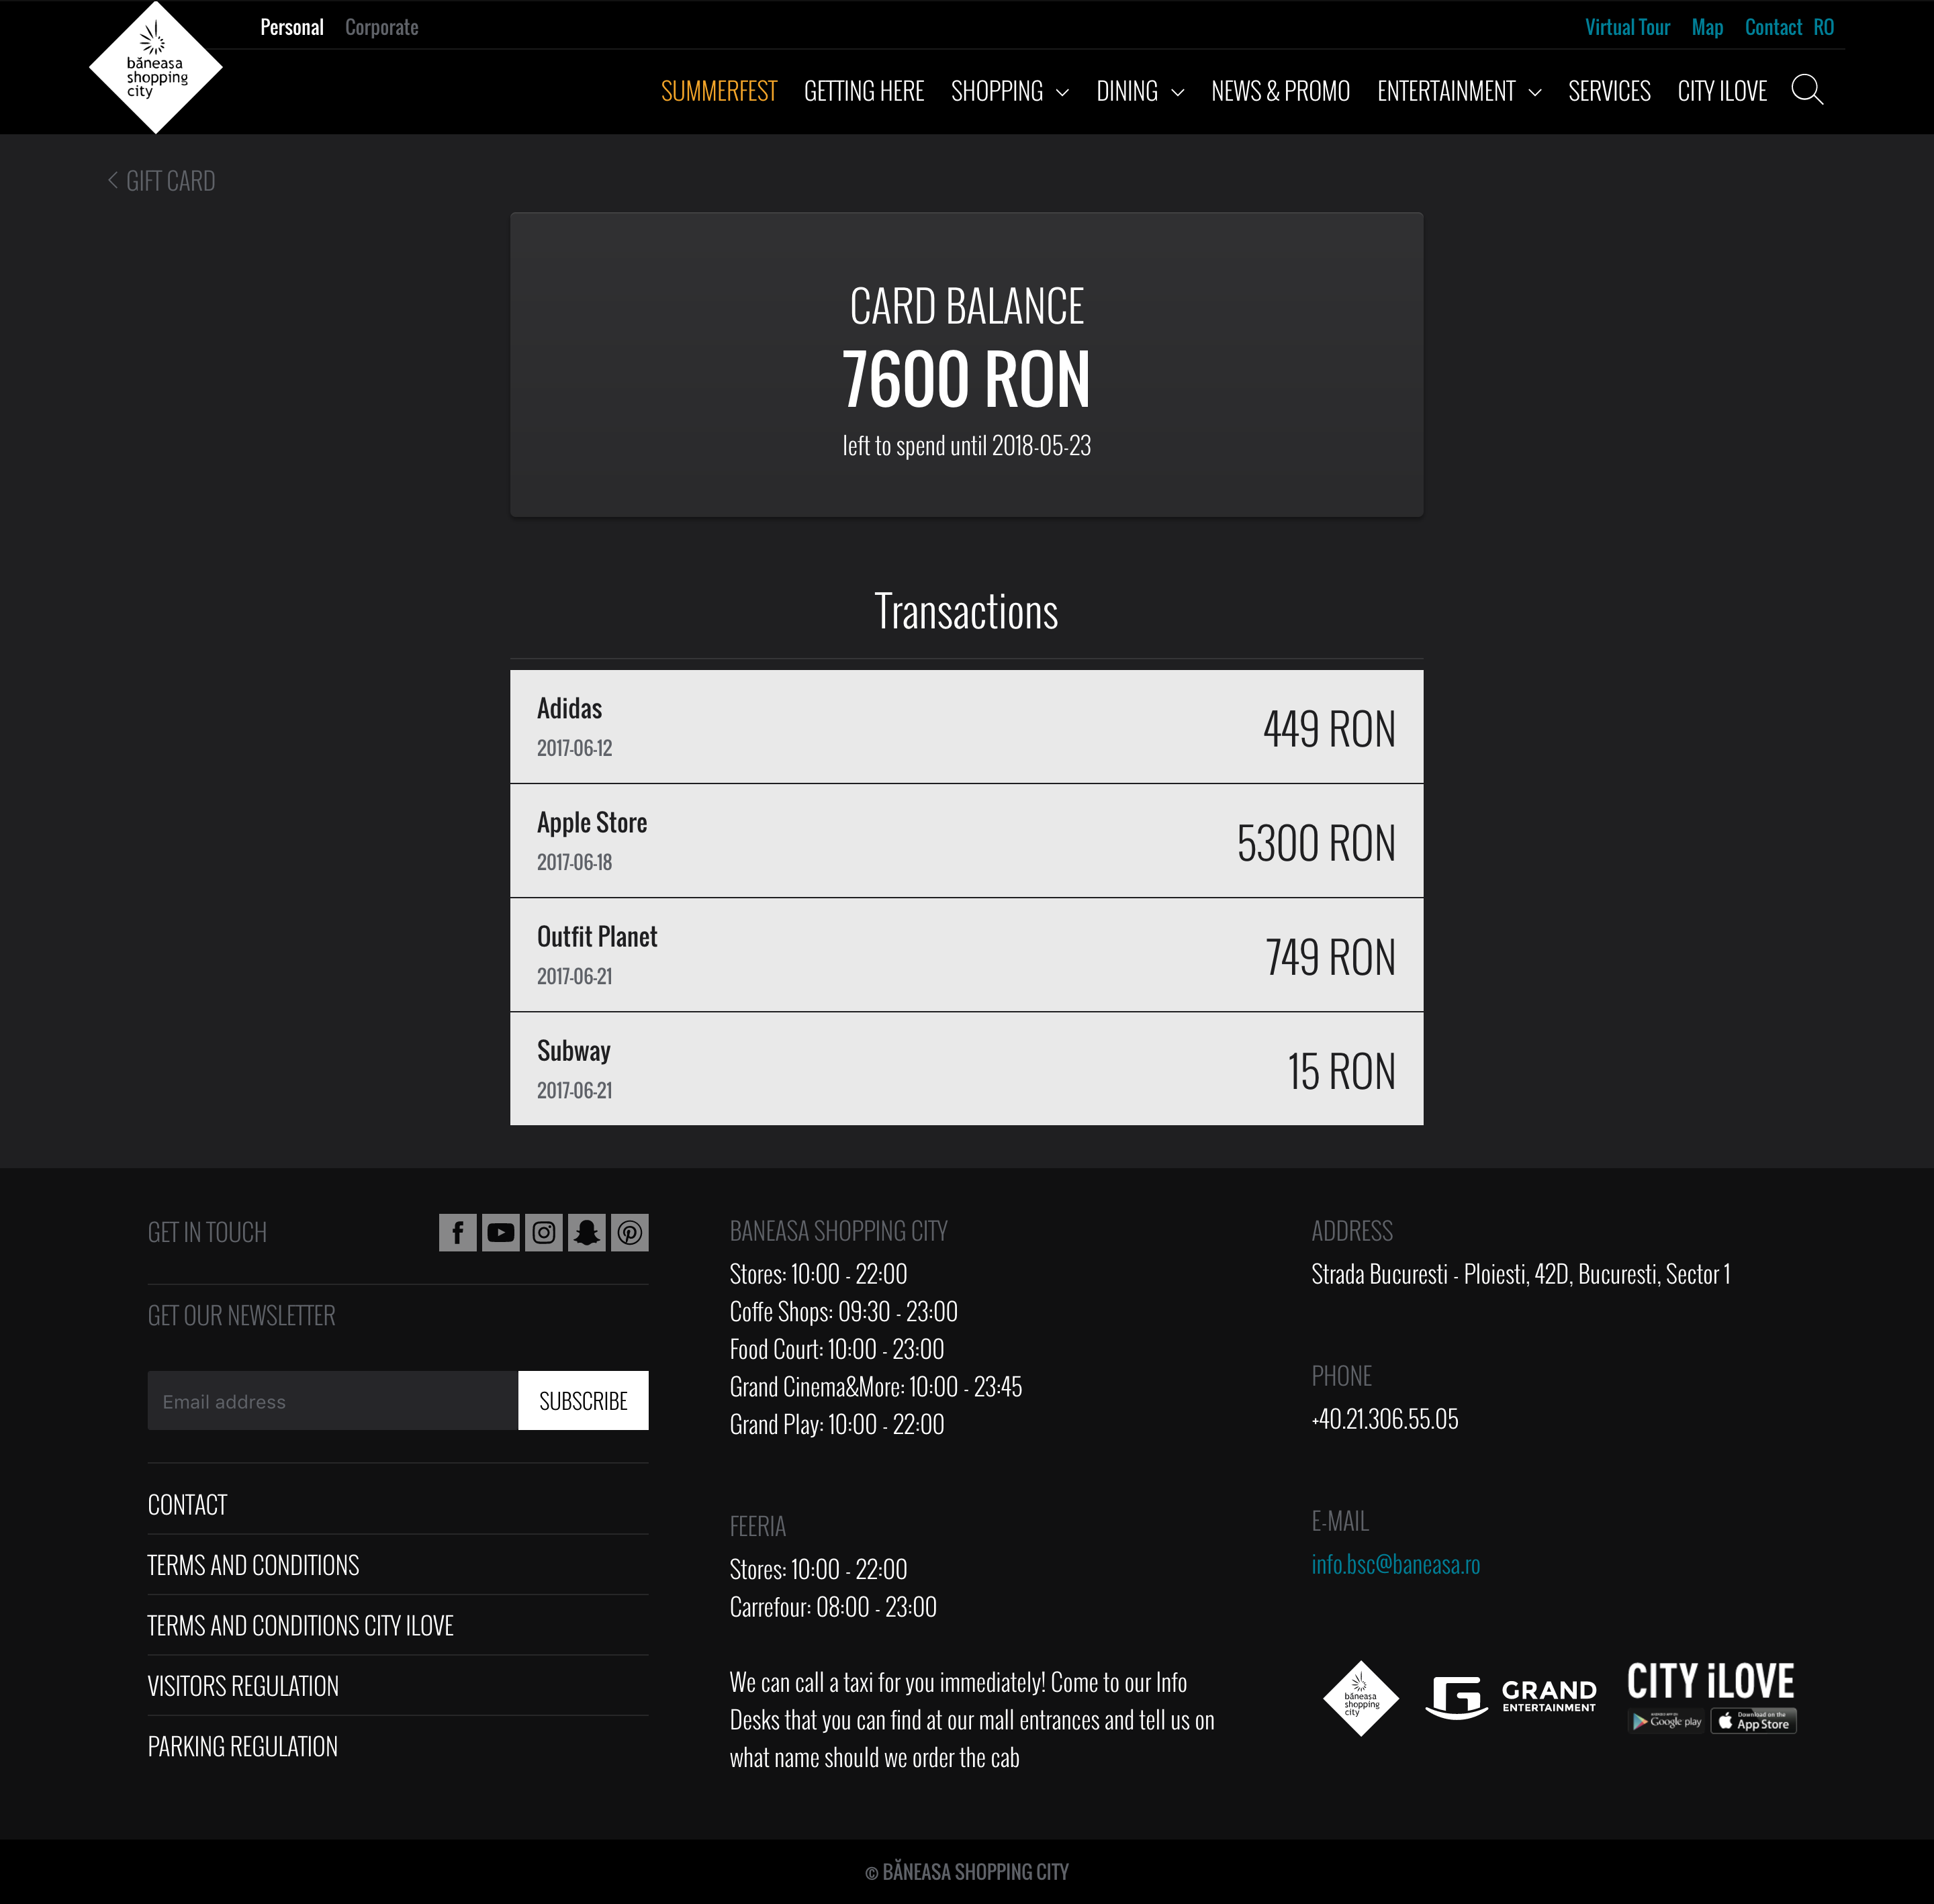 Personal Corporate Virtual Tour Map Contact RO
băneasa
shopping
city
SUMMERFEST GETTING HERE SHOPPING DINING NEWS & PROMO ENTERTAINMENT SERVICES CITY ILOVE
GIFT CARD
CARD BALANCE
7600 RON
left to spend until 2018-05-23
Transactions
Adidas
2017-06-12
449 RON
Apple Store
2017-06-18
5300 RON
Outfit Planet
2017-06-21
749 RON
Subway
2017-06-21
15 RON
GET IN TOUCH
GET OUR NEWSLETTER
Email address
SUBSCRIBE
CONTACT
TERMS AND CONDITIONS
TERMS AND CONDITIONS CITY ILOVE
VISITORS REGULATION
PARKING REGULATION
BANEASA SHOPPING CITY
Stores: 10:00 - 22:00
Coffe Shops: 09:30 - 23:00
Food Court: 10:00 - 23:00
Grand Cinema&More: 10:00 - 23:45
Grand Play: 10:00 - 22:00
FEERIA
Stores: 10:00 - 22:00
Carrefour: 08:00 - 23:00
We can call a taxi for you immediately! Come to our Info
Desks that you can find at our mall entrances and tell us on
what name should we order the cab
ADDRESS
Strada Bucuresti - Ploiesti, 42D, Bucuresti, Sector 1
PHONE
+40.21.306.55.05
E-MAIL
info.bsc@baneasa.ro
băneasa
shopping
city
GRAND
ENTERTAINMENT
CITY iLOVE
Google play
Download on the
App Store
© BĂNEASA SHOPPING CITY